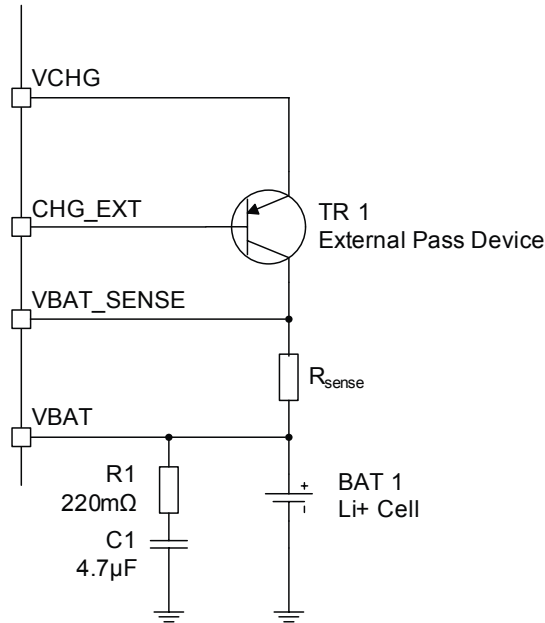 VCHG
CHG_EXT
TR 1
External Pass Device
VBAT_SENSE
Rsense
VBAT
R1
220mΩ
C1
4.7µF
+
BAT 1
Li+ Cell